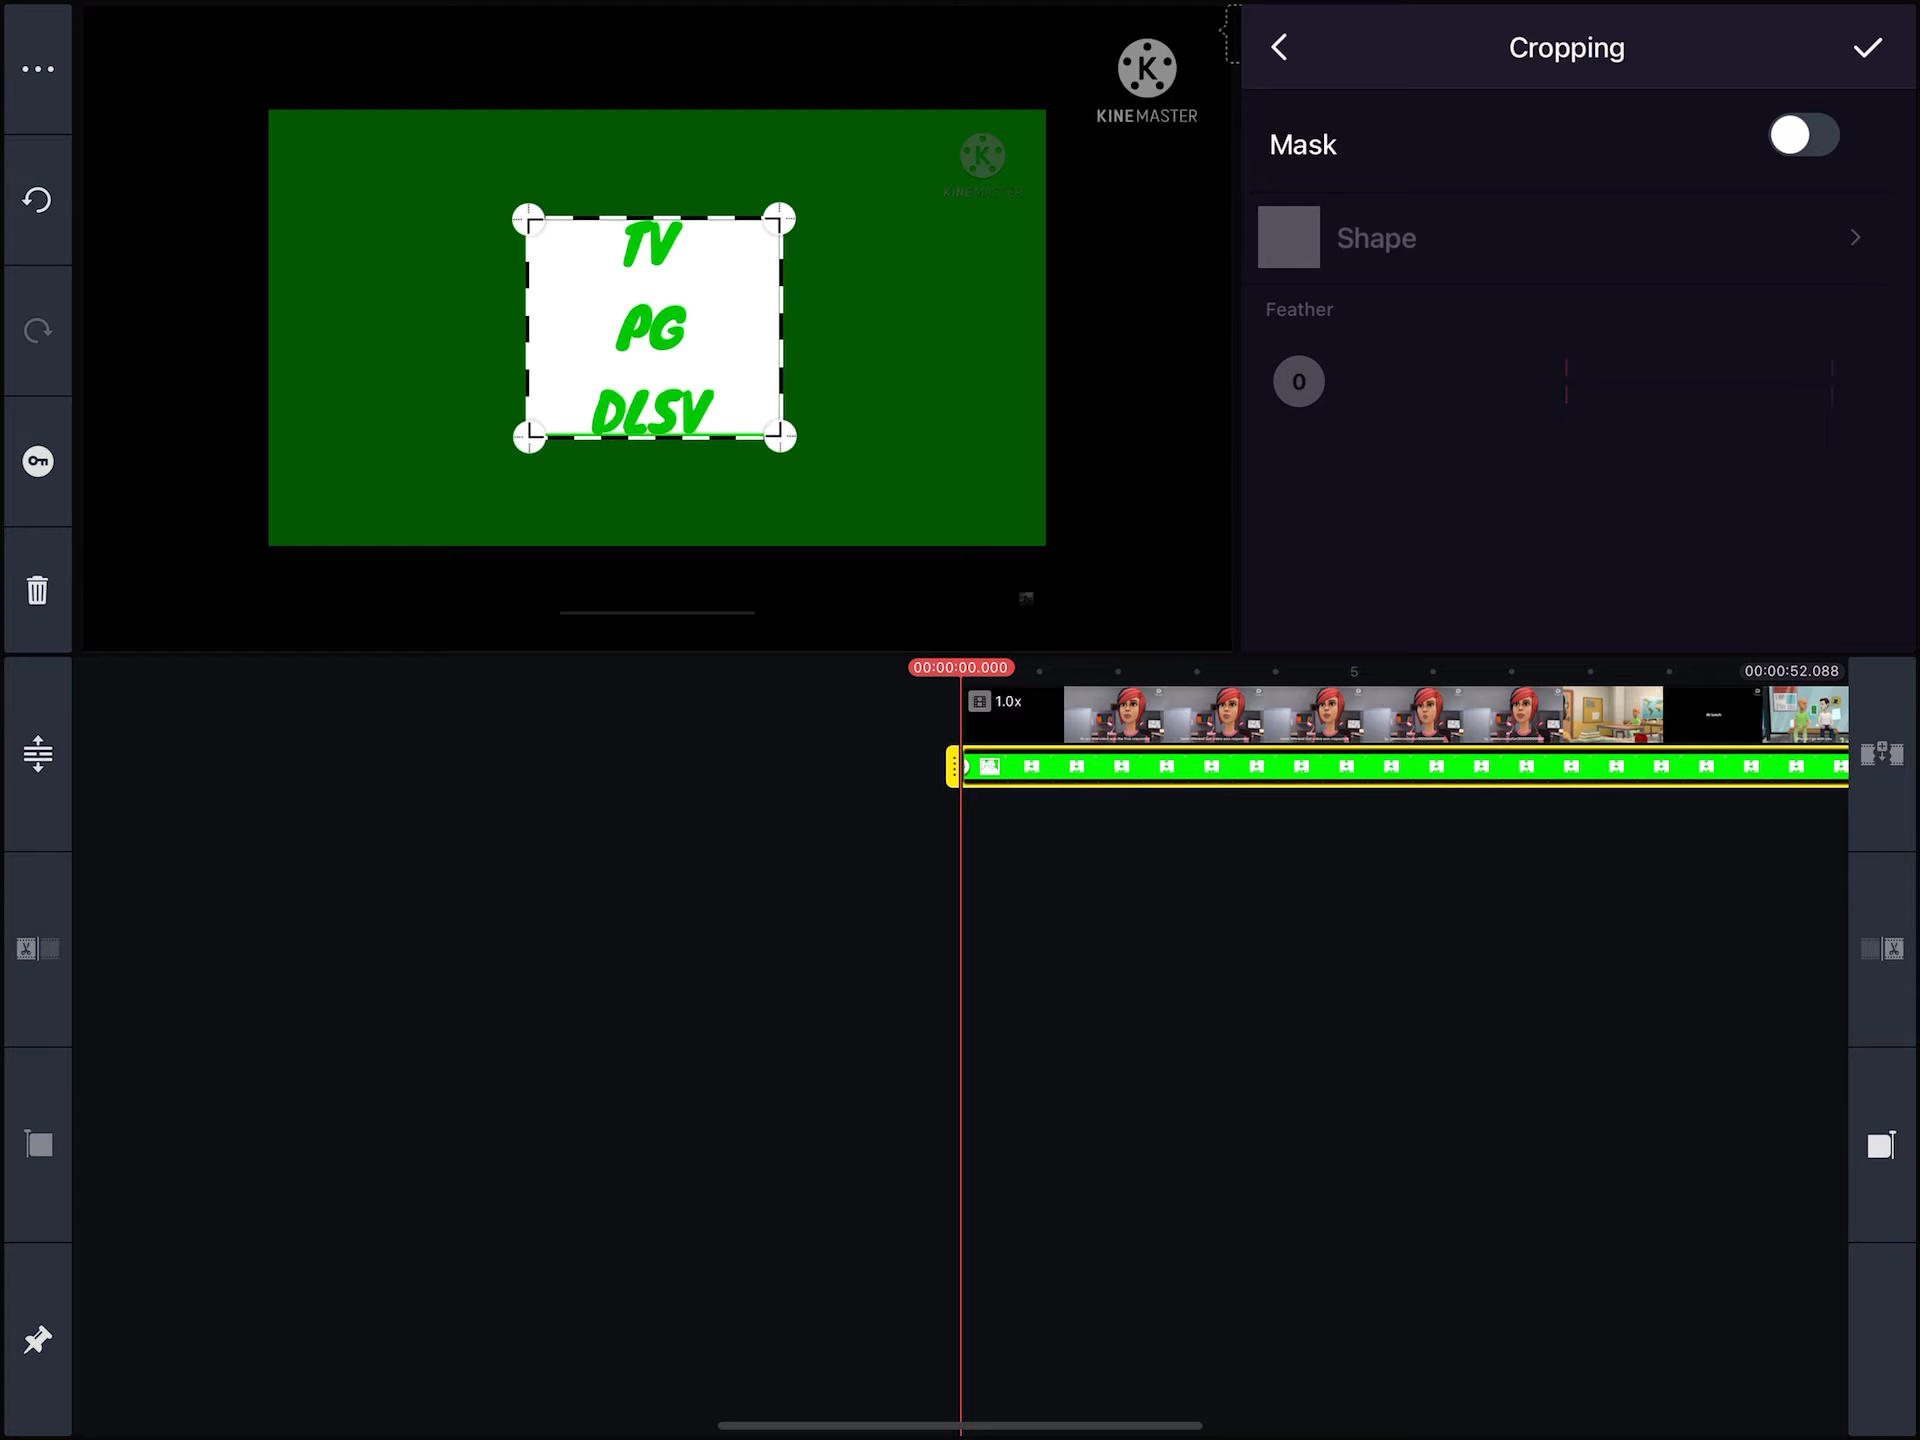 Cropping
K
KINEMASTER
Mask
K
KINEMASTER
TV
Shape
PG
Feather
0
DLSV
00:00:00.000
5
00:00:52.088
1.0x